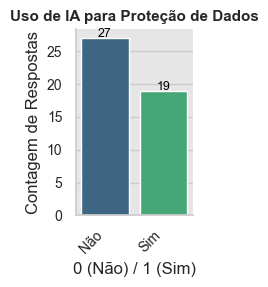 Uso de IA para Proteção de Dados
Contagem de Respostas
27
25
20
19
15
10
5
0
Não
Sim
0 (Não) / 1 (Sim)